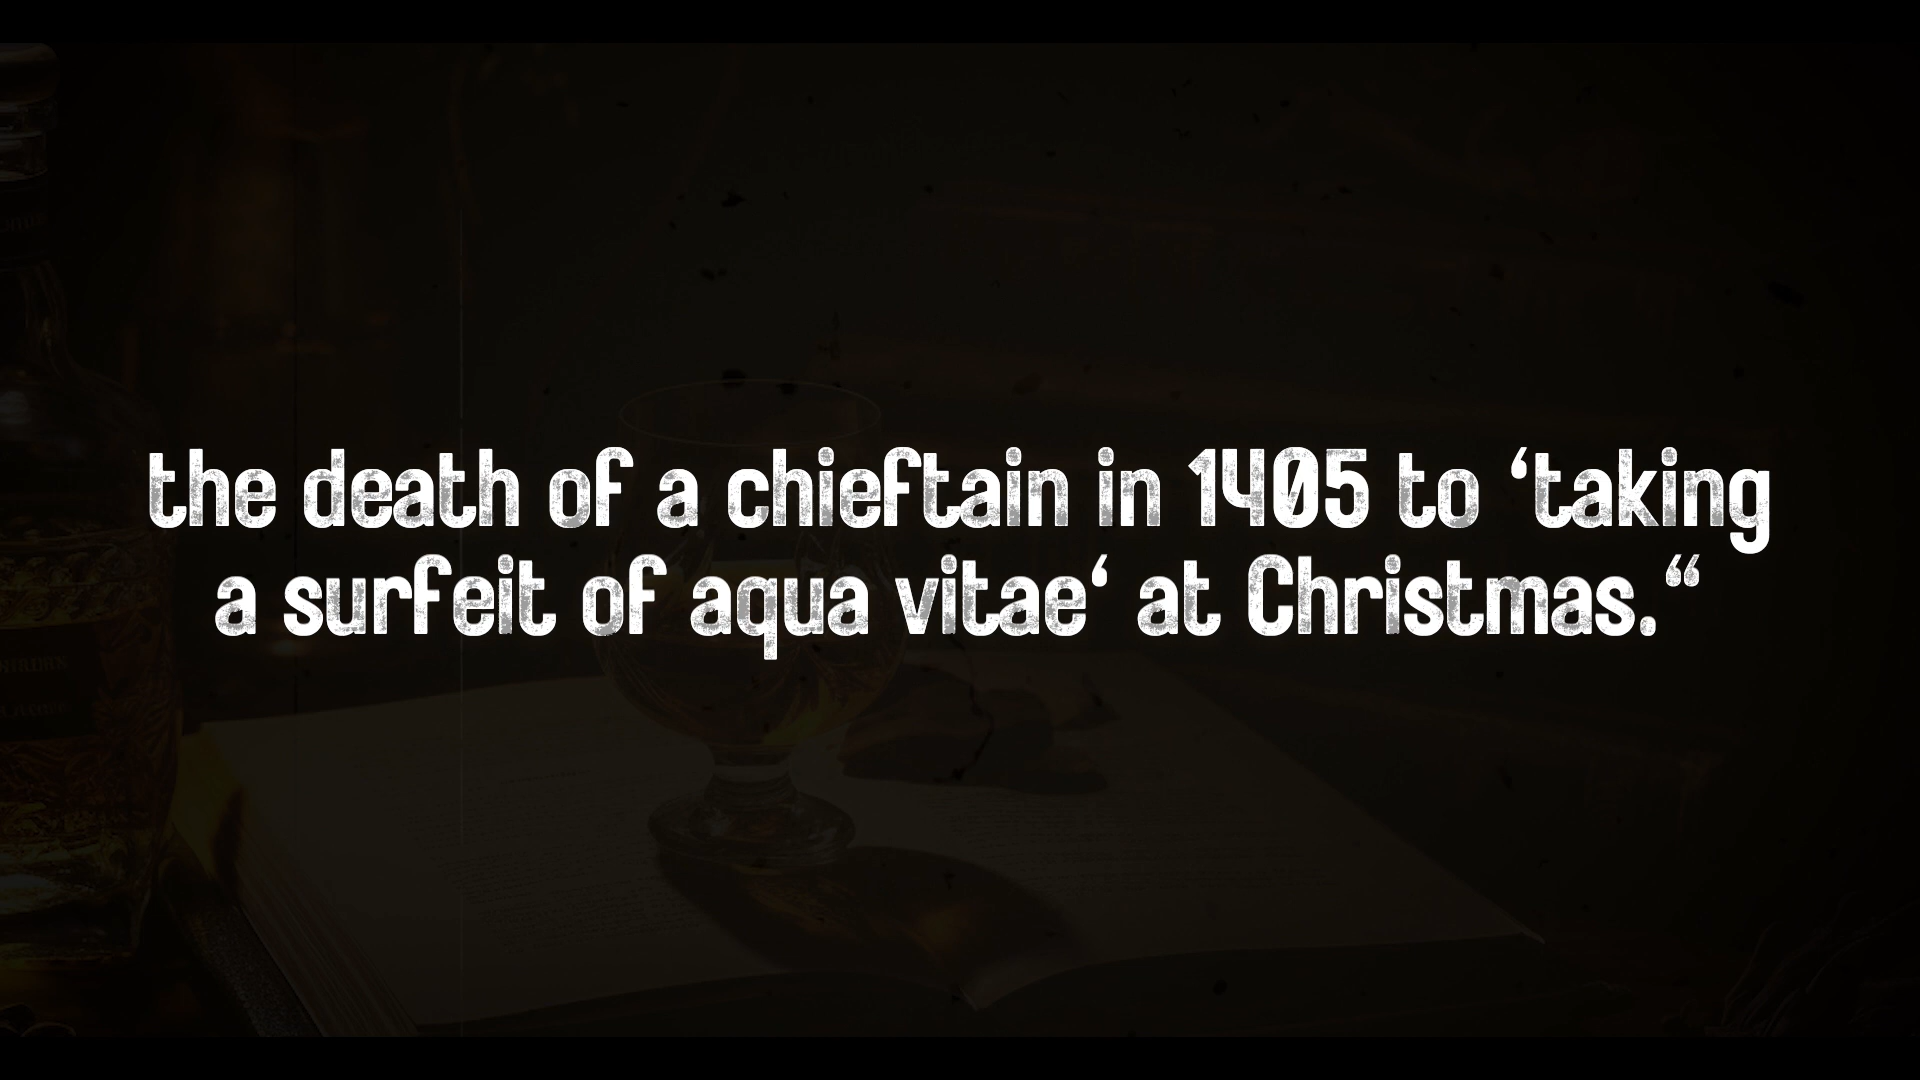 the death of a chieftain in 1405 to ‘taking
a surfeit of aqua vitae‘ at Christmas.“